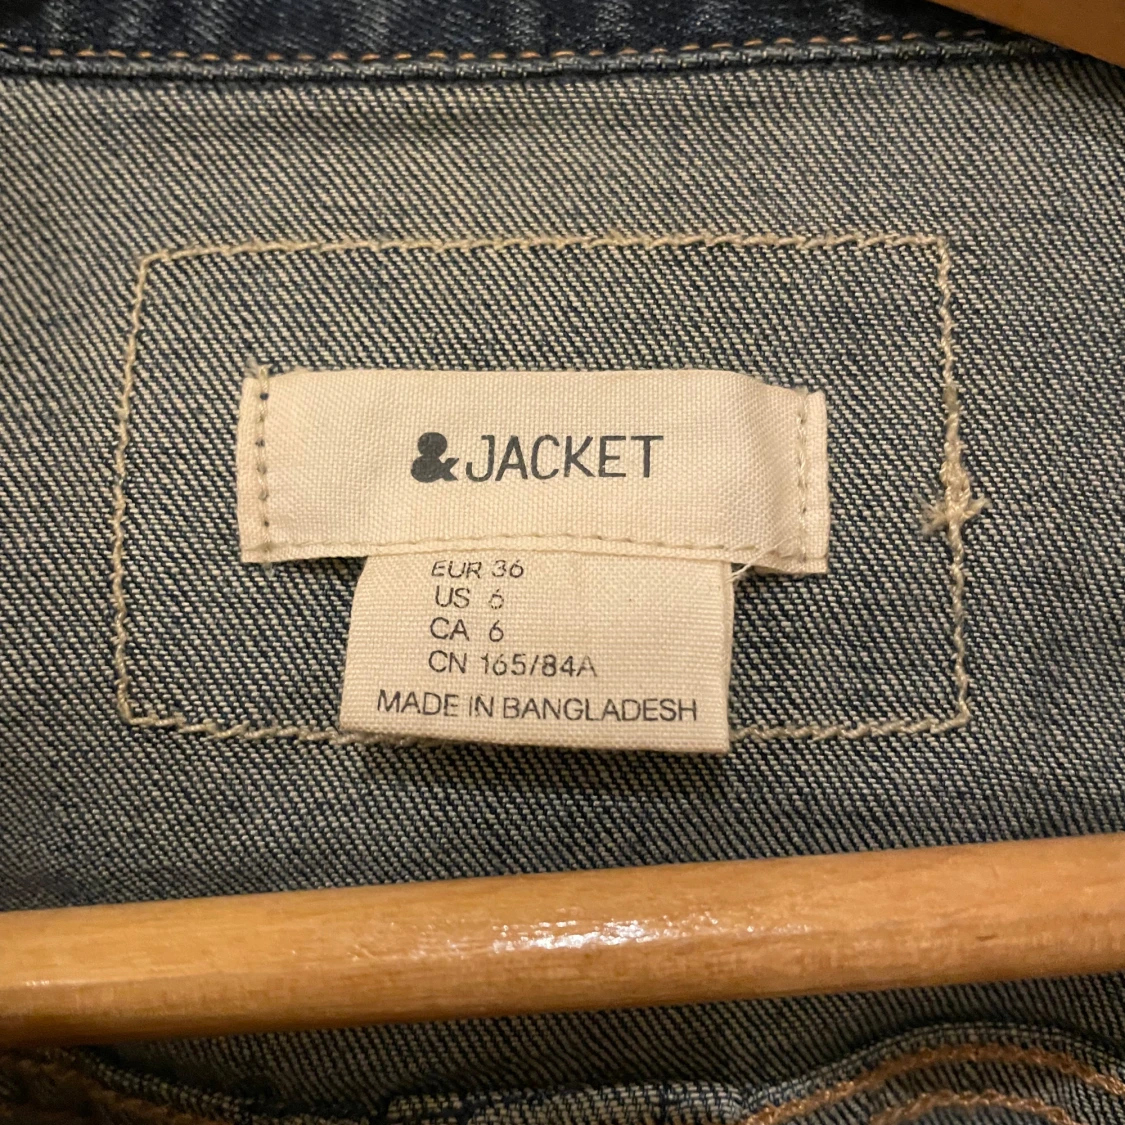 &JACKET
EUR 36
US 6
CA 6
CN 165/84A
MADE IN BANGLADESH